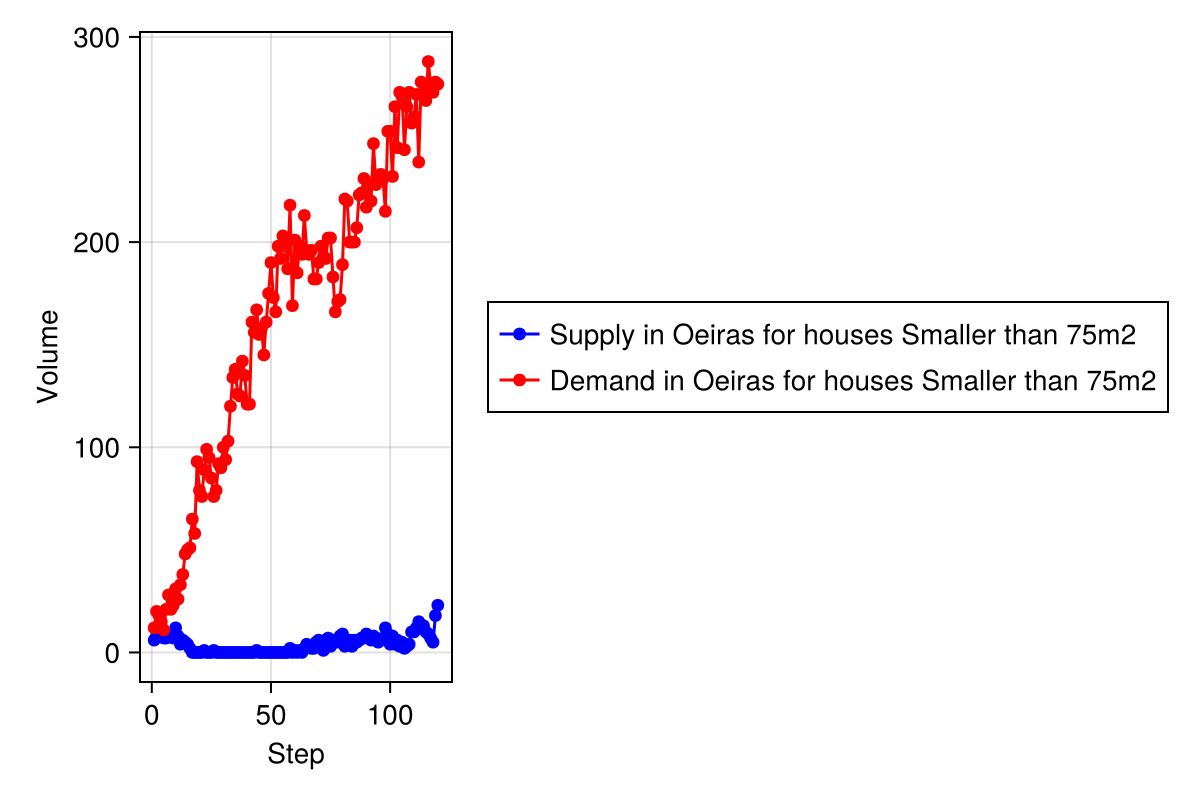 300
200
100
0
Volume
0 50 100
Step
Supply in Oeiras for houses Smaller than 75m2
Demand in Oeiras for houses Smaller than 75m2